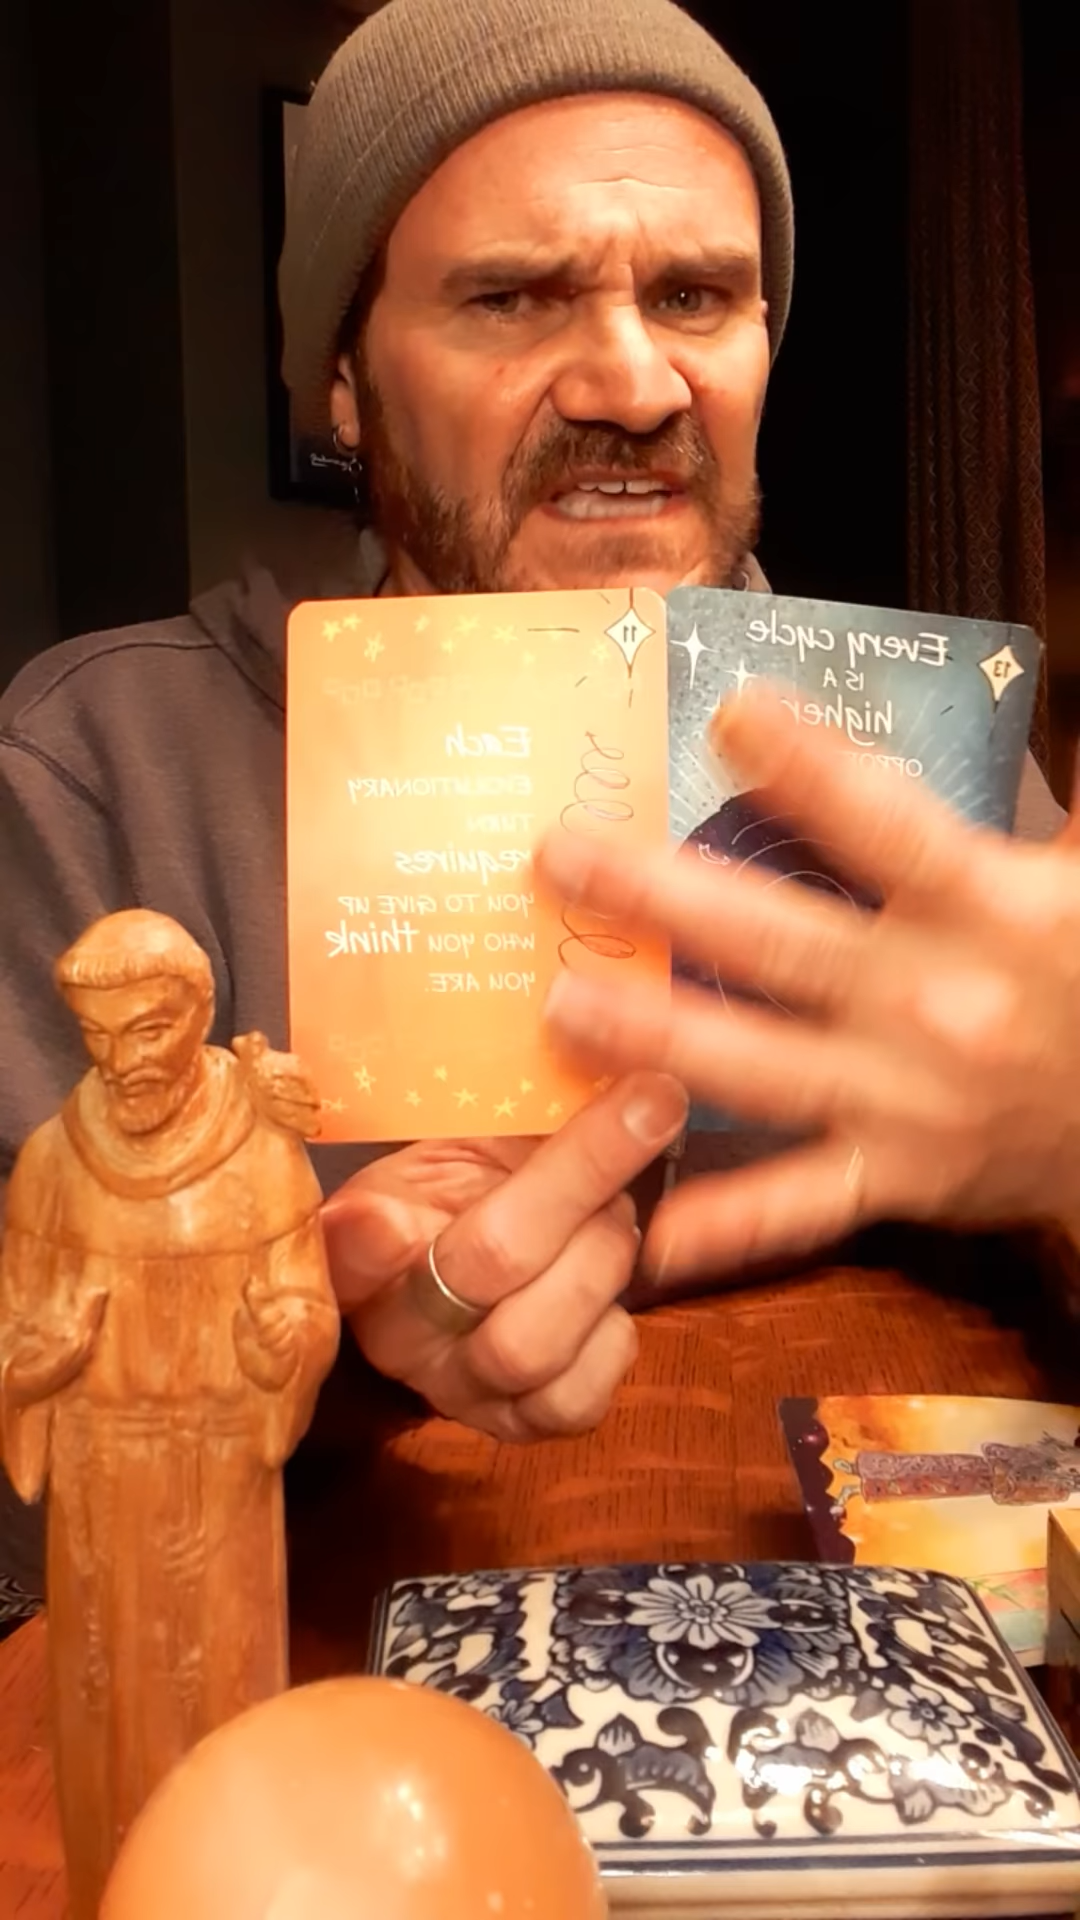 11
Each
EVOLUTIONARY
TURN
requires
YOU TO GIVE UP
WHO YOU Think
YOU ARE.
13
Every cycle
IS A
higher